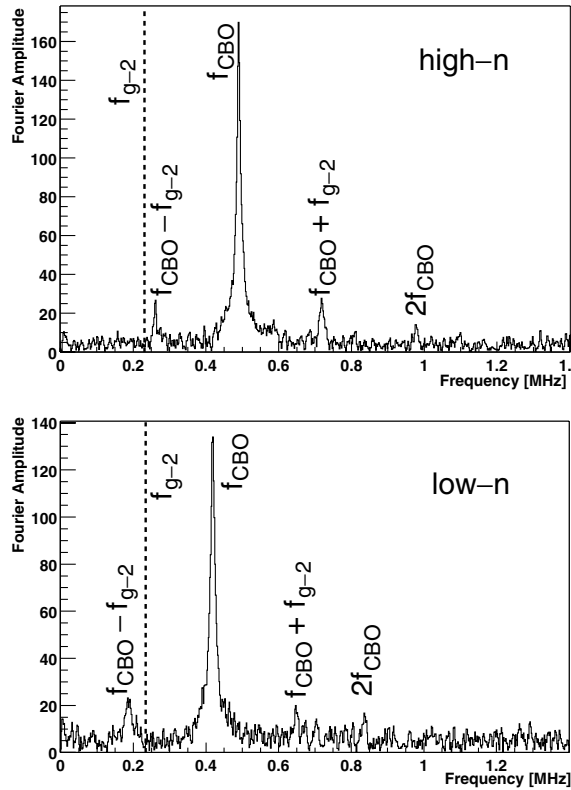 Fourier Amplitude
160
140
120
100
80
60
40
20
0
f_g−2
f_CBO − f_g−2
f_CBO
f_CBO + f_g−2
2f_CBO
high−n
0 0.2 0.4 0.6 0.8 1 1.2 1.
Frequency [MHz]
Fourier Amplitude
140
120
100
80
60
40
20
0
f_CBO − f_g−2
f_g−2
f_CBO
f_CBO + f_g−2
2f_CBO
low−n
0 0.2 0.4 0.6 0.8 1 1.2
Frequency [MHz]